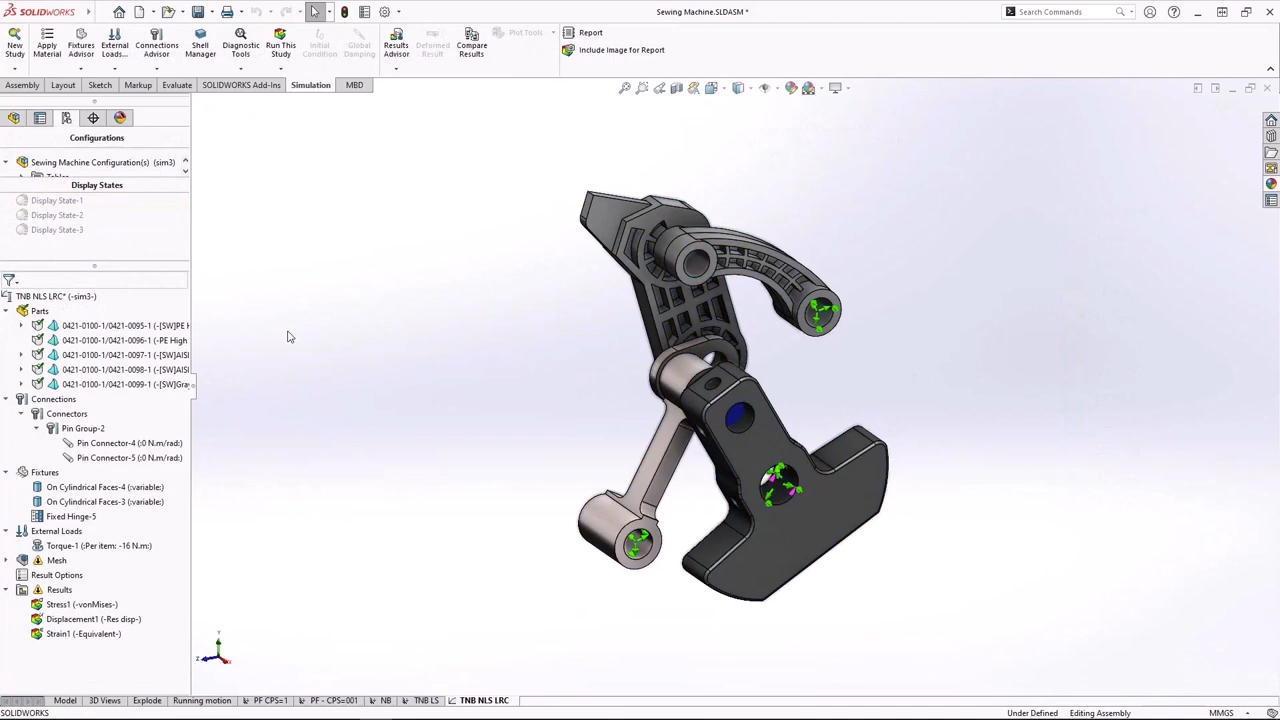 SOLIDWORKS
Sewing Machine.SLDASM *
Search Commands
New Study
Apply Material
Fixtures Advisor
External Loads...
Connections Advisor
Shell Manager
Diagnostic Tools
Run This Study
Initial Condition
Global Damping
Results Advisor
Deformed Result
Compare Results
Plot Tools
Report
Include Image for Report
Assembly
Layout
Sketch
Markup
Evaluate
SOLIDWORKS Add-Ins
Simulation
MBD
Configurations
Sewing Machine Configuration(s) (sim3)
Display States
Display State-1
Display State-2
Display State-3
TNB NLS LRC* (-sim3-)
Parts
0421-0100-1/0421-0095-1 (-[SW]PE H
0421-0100-1/0421-0096-1 (-PE High
0421-0100-1/0421-0097-1 (-[SW]AISI
0421-0100-1/0421-0098-1 (-[SW]AISI
0421-0100-1/0421-0099-1 (-[SW]Gra
Connections
Connectors
Pin Group-2
Pin Connector-4 (:0 N.m/rad:)
Pin Connector-5 (:0 N.m/rad:)
Fixtures
On Cylindrical Faces-4 (:variable:)
On Cylindrical Faces-3 (:variable:)
Fixed Hinge-5
External Loads
Torque-1 (:Per item: -16 N.m:)
Mesh
Result Options
Results
Stress1 (-vonMises-)
Displacement1 (-Res disp-)
Strain1 (-Equivalent-)
Y
Z
X
Model
3D Views
Explode
Running motion
PF CPS=1
PF - CPS=001
NB
TNB LS
TNB NLS LRC
SOLIDWORKS
Under Defined
Editing Assembly
MMGS